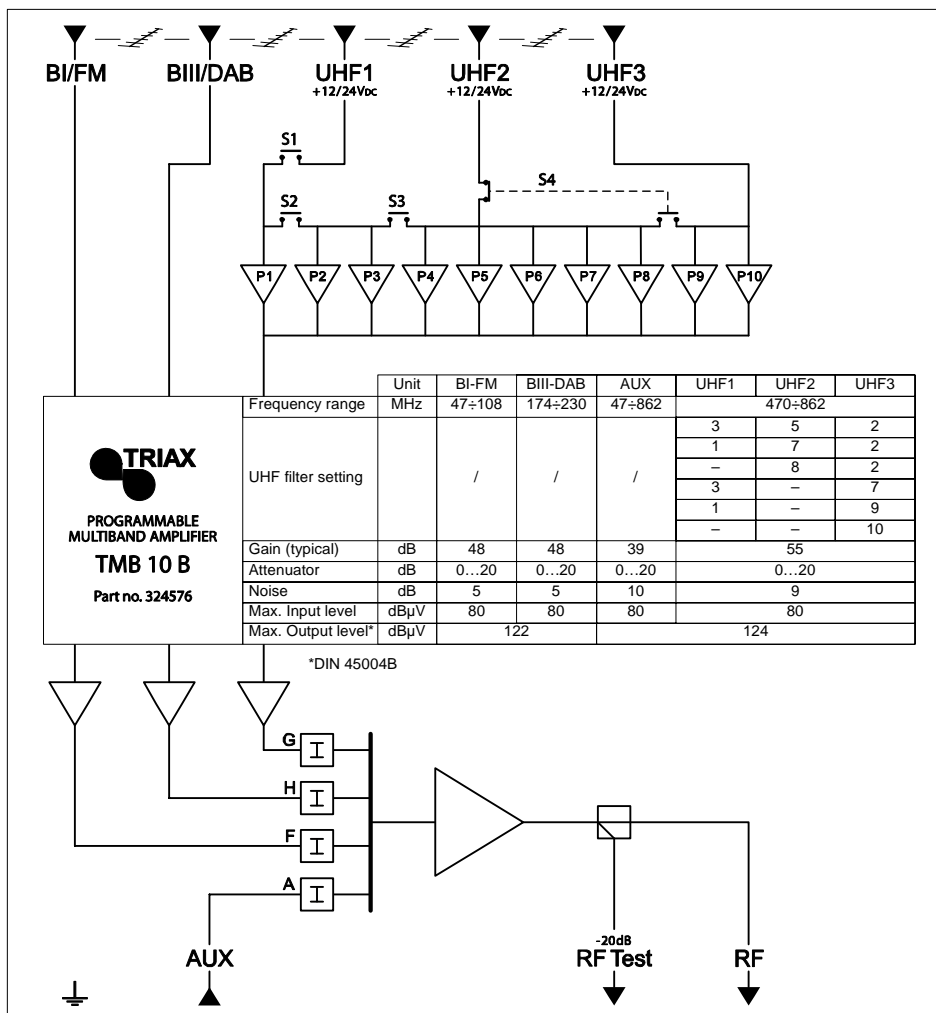 BI/FM BIII/DAB UHF1 UHF2 UHF3
+12/24VDC +12/24VDC +12/24VDC
S1
S4
S2 S3
P1 P2 P3 P4 P5 P6 P7 P8 P9 P10
TRIAX
PROGRAMMABLE
MULTIBAND AMPLIFIER
TMB 10 B
Part no. 324576
Unit BI-FM BIII-DAB AUX UHF1 UHF2 UHF3
Frequency range MHz 47÷108 174÷230 47÷862 470÷862
UHF filter setting / / /
3 5 2
1 7 2
– 8 2
3 – 7
1 – 9
– – 10
Gain (typical) dB 48 48 39 55
Attenuator dB 0...20 0...20 0...20 0...20
Noise dB 5 5 10 9
Max. Input level dBµV 80 80 80 80
Max. Output level* dBµV 122 124
*DIN 45004B
G I
H I
F I
A I
AUX
-20dB
RF Test RF